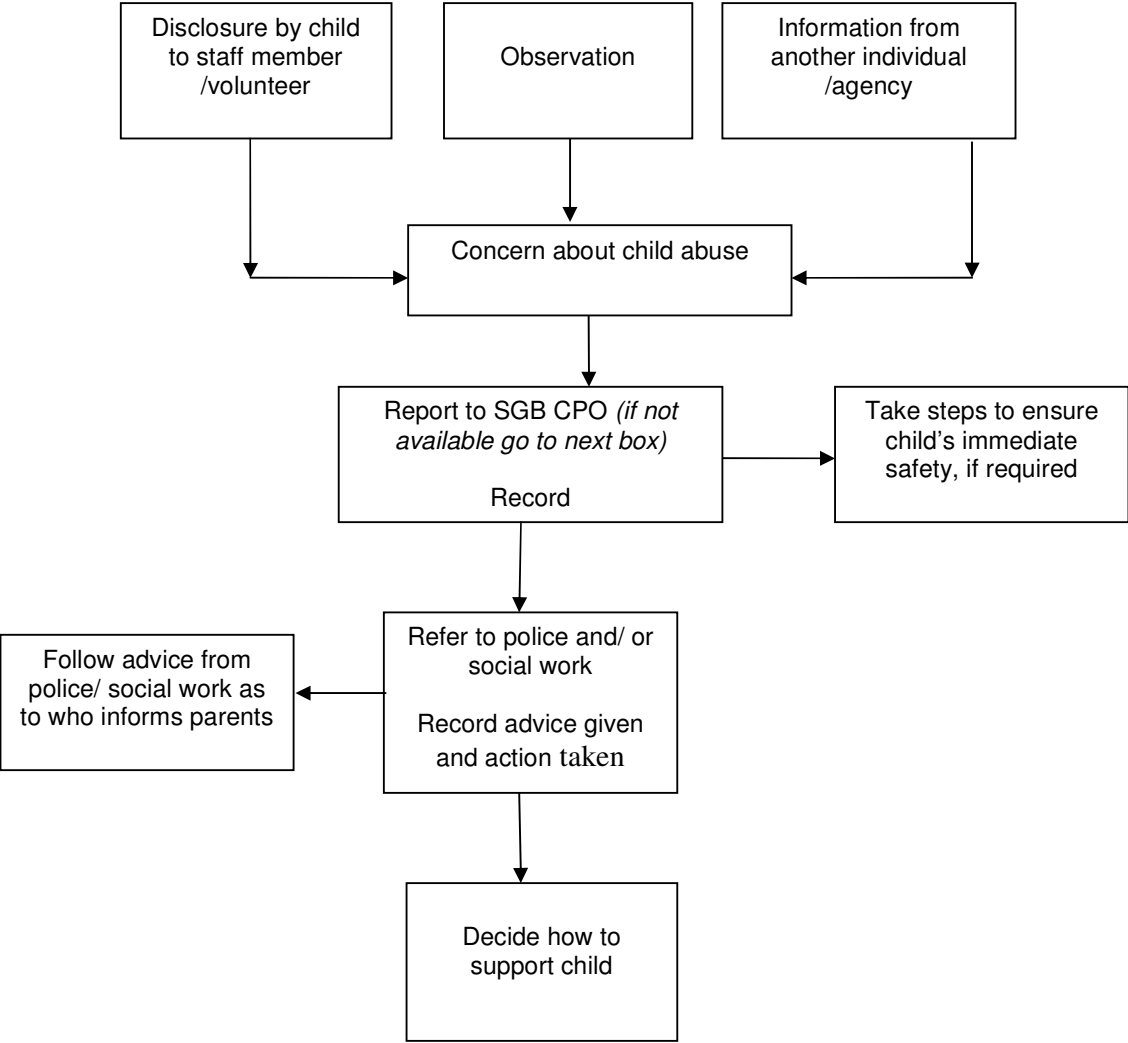 Disclosure by child
to staff member
/volunteer
Observation
Information from
another individual
/agency
Concern about child abuse
Report to SGB CPO (if not
available go to next box)
Record
Take steps to ensure
child's immediate
safety, if required
Refer to police and/ or
social work
Record advice given
and action taken
Follow advice from
police/ social work as
to who informs parents
Decide how to
support child